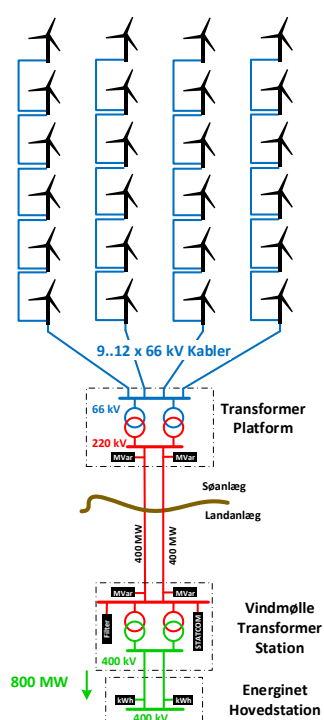 9..12 x 66 kV Kabler
66 kV
Transformer
Platform
220 kV
MVar
MVar
Søanlæg
Landanlæg
400 MW
400 MW
MVar
MVar
Filter
STATCOM
Vindmølle
Transformer
Station
400 kV
800 MW
kWh
kWh
Energinet
Hovedstation
400 kV